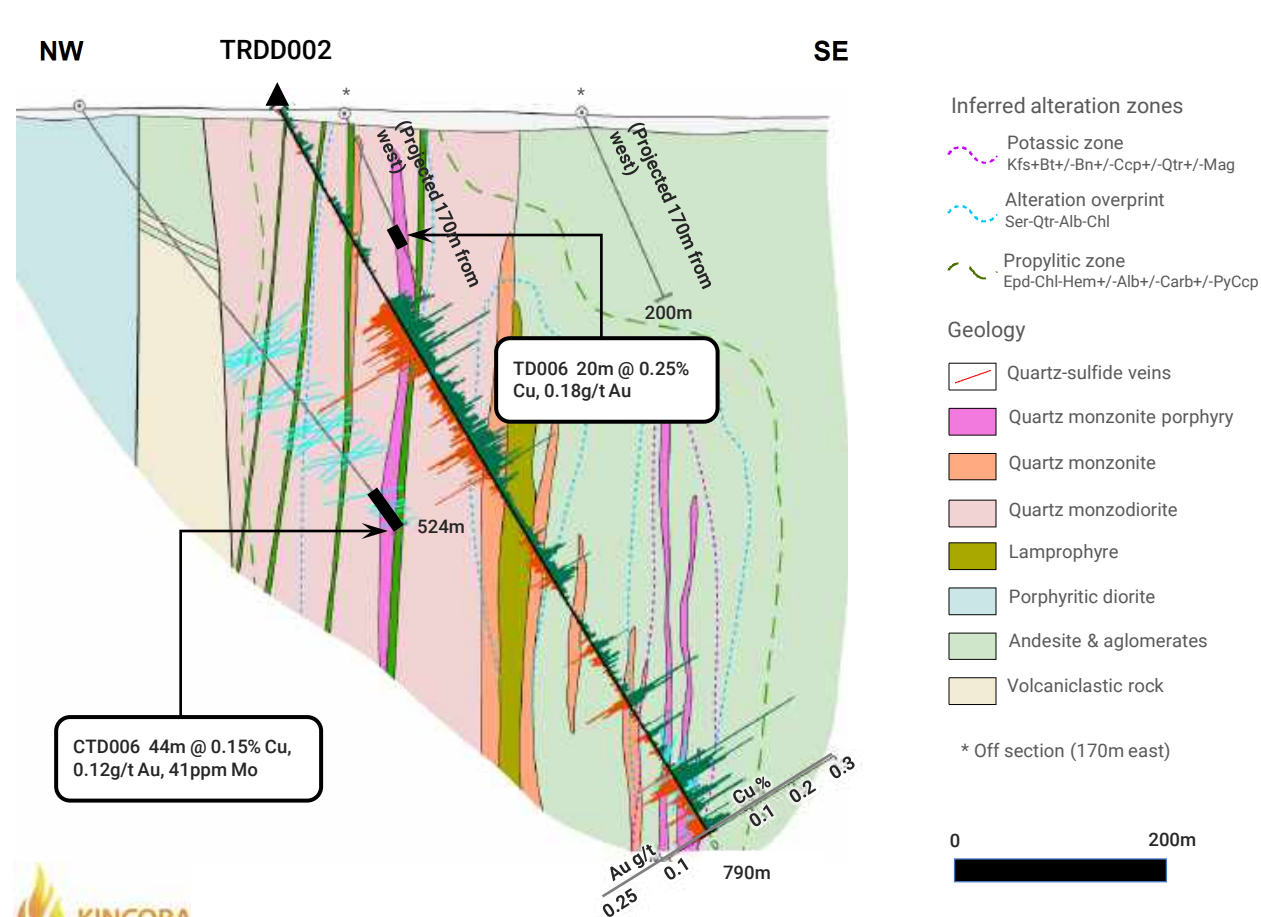 NW
TRDD002
SE
*
*
(Projected 170m from
west)
(Projected 170m from
west)
200m
TD006 20m @ 0.25%
Cu, 0.18g/t Au
524m
CTD006 44m @ 0.15% Cu,
0.12g/t Au, 41ppm Mo
Cu %
0.1
0.2
0.3
0
Au g/t
0.1
0.25
790m
KINCORA
Inferred alteration zones
Potassic zone
Kfs+Bt+/-Bn+/-Ccp+/-Qtr+/-Mag
Alteration overprint
Ser-Qtr-Alb-Chl
Propylitic zone
Epd-Chl-Hem+/-Alb+/-Carb+/-PyCcp
Geology
Quartz-sulfide veins
Quartz monzonite porphyry
Quartz monzonite
Quartz monzodiorite
Lamprophyre
Porphyritic diorite
Andesite & aglomerates
Volcaniclastic rock
* Off section (170m east)
0
200m